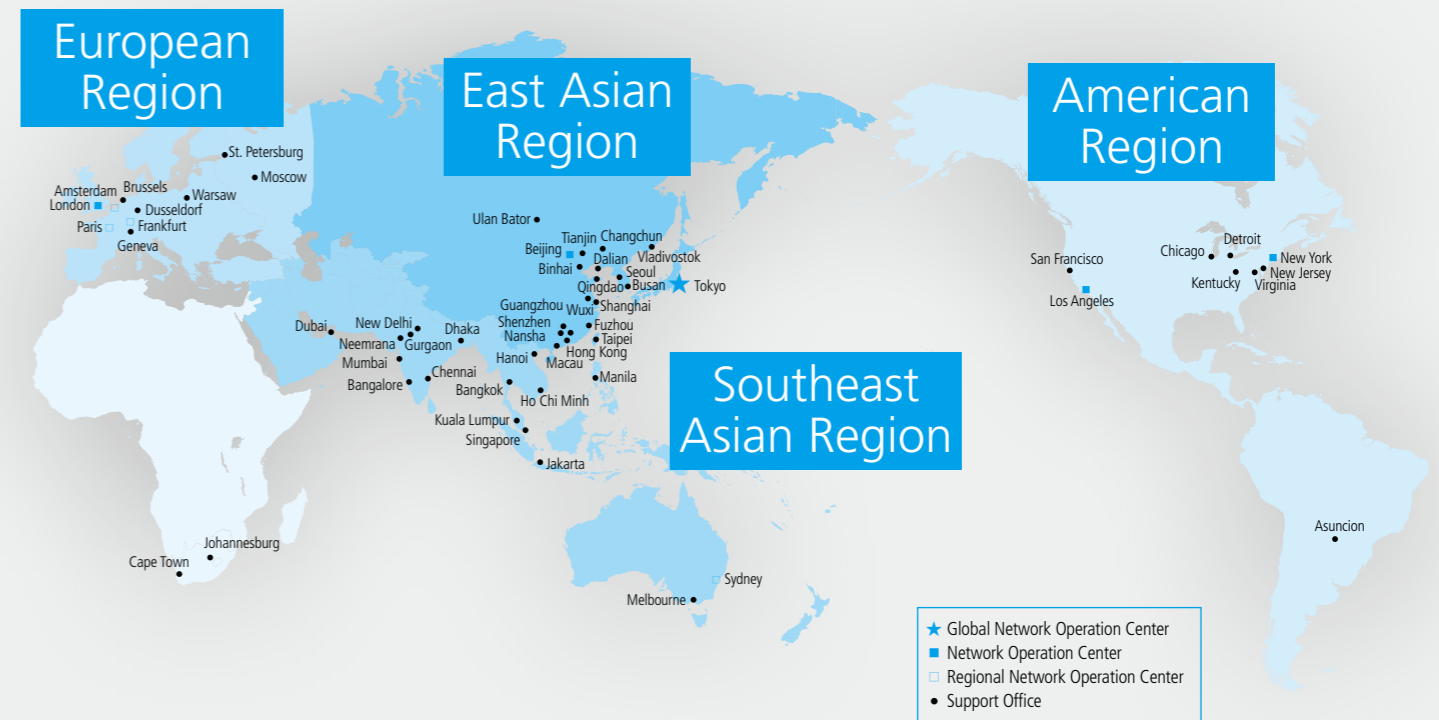 European
Region
East Asian
Region
American
Region
St. Petersburg
Moscow
Amsterdam
Brussels
Warsaw
London
Dusseldorf
Paris
Frankfurt
Geneva
Ulan Bator
Tianjin
Changchun
Beijing
Dalian
Vladivostok
Binhai
Seoul
Qingdao
Busan
Tokyo
Guangzhou
Wuxi
Shanghai
Shenzhen
Fuzhou
Nansha
Taipei
Hong Kong
Hanoi
Macau
Dubai
New Delhi
Dhaka
Neemrana
Gurgaon
Mumbai
Chennai
Bangalore
Bangkok
Manila
Ho Chi Minh
Kuala Lumpur
Singapore
Jakarta
Southeast
Asian Region
San Francisco
Los Angeles
Chicago
Detroit
New York
New Jersey
Kentucky
Virginia
Asuncion
Johannesburg
Cape Town
Sydney
Melbourne
Global Network Operation Center
Network Operation Center
Regional Network Operation Center
Support Office